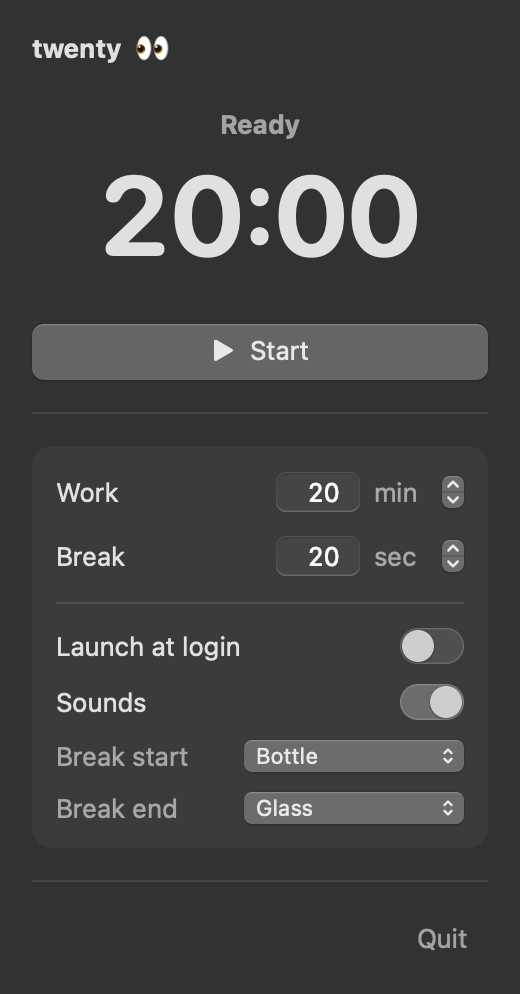 twenty 👀
Ready
20:00
Start
Work 20 min
Break 20 sec
Launch at login
Sounds
Break start Bottle
Break end Glass
Quit